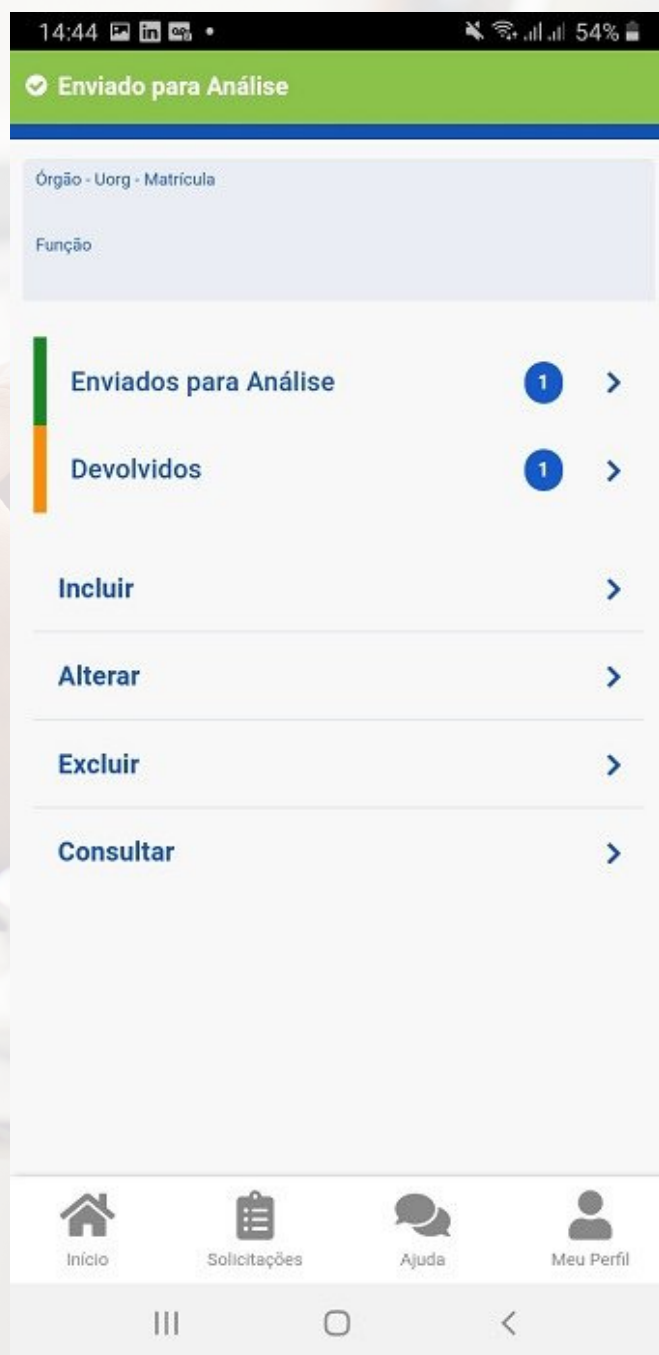 14:44 54%
Enviado para Análise
Órgão - Uorg - Matrícula
Função
Enviados para Análise 1
Devolvidos 1
Incluir
Alterar
Excluir
Consultar
Início Solicitações Ajuda Meu Perfil